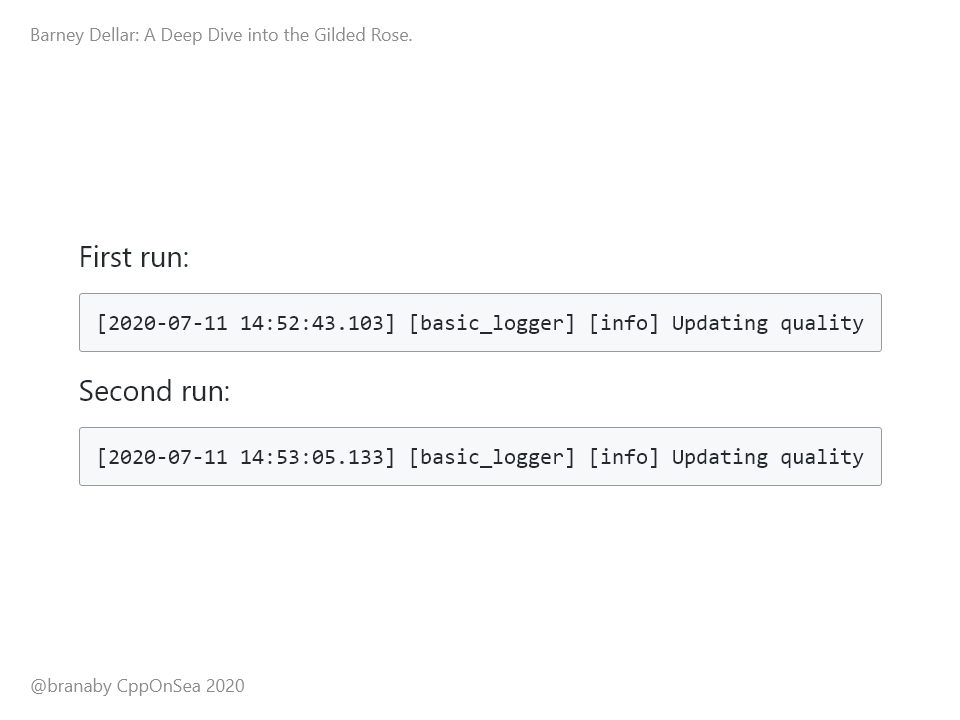 Barney Dellar: A Deep Dive into the Gilded Rose.
First run:
[2020-07-11 14:52:43.103] [basic_logger] [info] Updating quality
Second run:
[2020-07-11 14:53:05.133] [basic_logger] [info] Updating quality
@branaby CppOnSea 2020